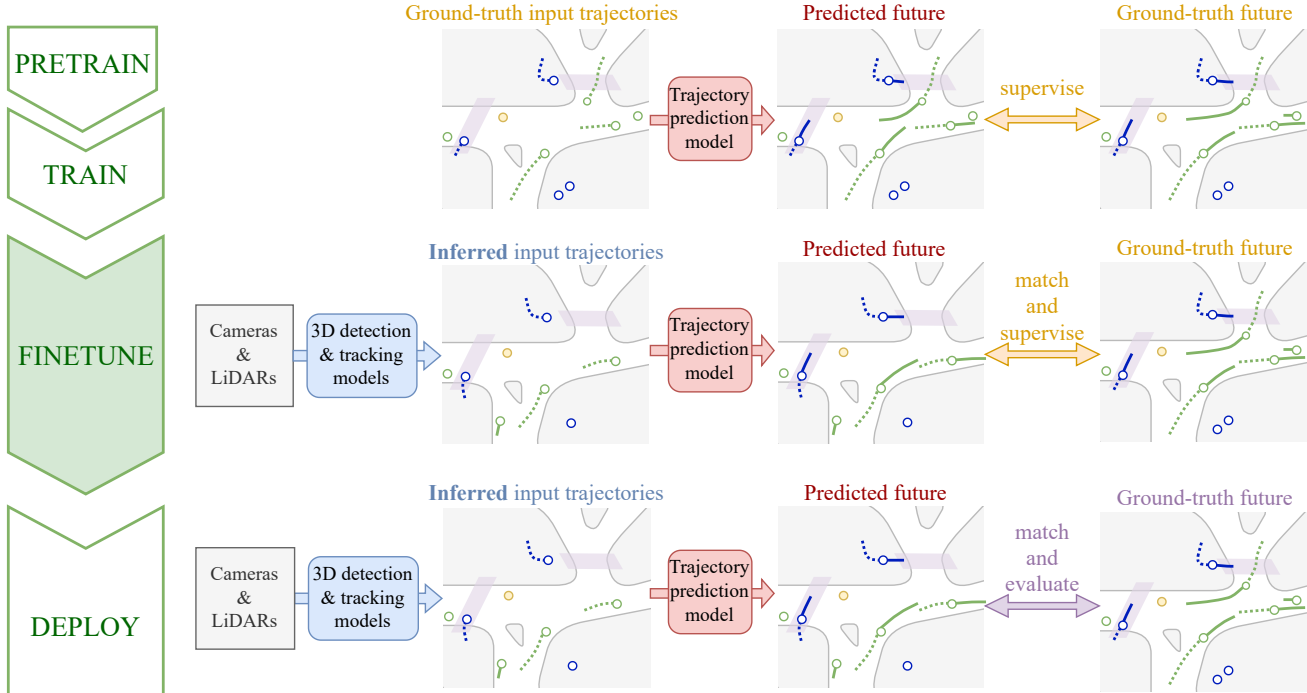 Ground-truth input trajectories
Predicted future
Ground-truth future
PRETRAIN
Trajectory
prediction
model
supervise
TRAIN
Inferred input trajectories
Predicted future
Ground-truth future
FINETUNE
Cameras
&
LiDARs
3D detection
& tracking
models
Trajectory
prediction
model
match
and
supervise
Inferred input trajectories
Predicted future
Ground-truth future
DEPLOY
Cameras
&
LiDARs
3D detection
& tracking
models
Trajectory
prediction
model
match
and
evaluate